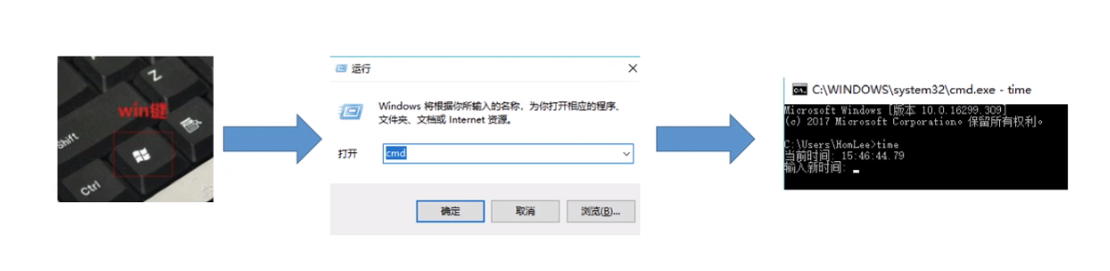 Z
win键
Shift
Ctrl
运行
Windows 将根据你所输入的名称，为你打开相应的程序、
文件夹、文档或 Internet 资源。
打开
cmd
确定
取消
浏览(B)...
C:\WINDOWS\system32\cmd.exe - time
Microsoft Windows [版本 10.0.16299.309]
(c) 2017 Microsoft Corporation。保留所有权利。
C:\Users\HonLee>time
当前时间: 15:46:44.79
输入新时间: